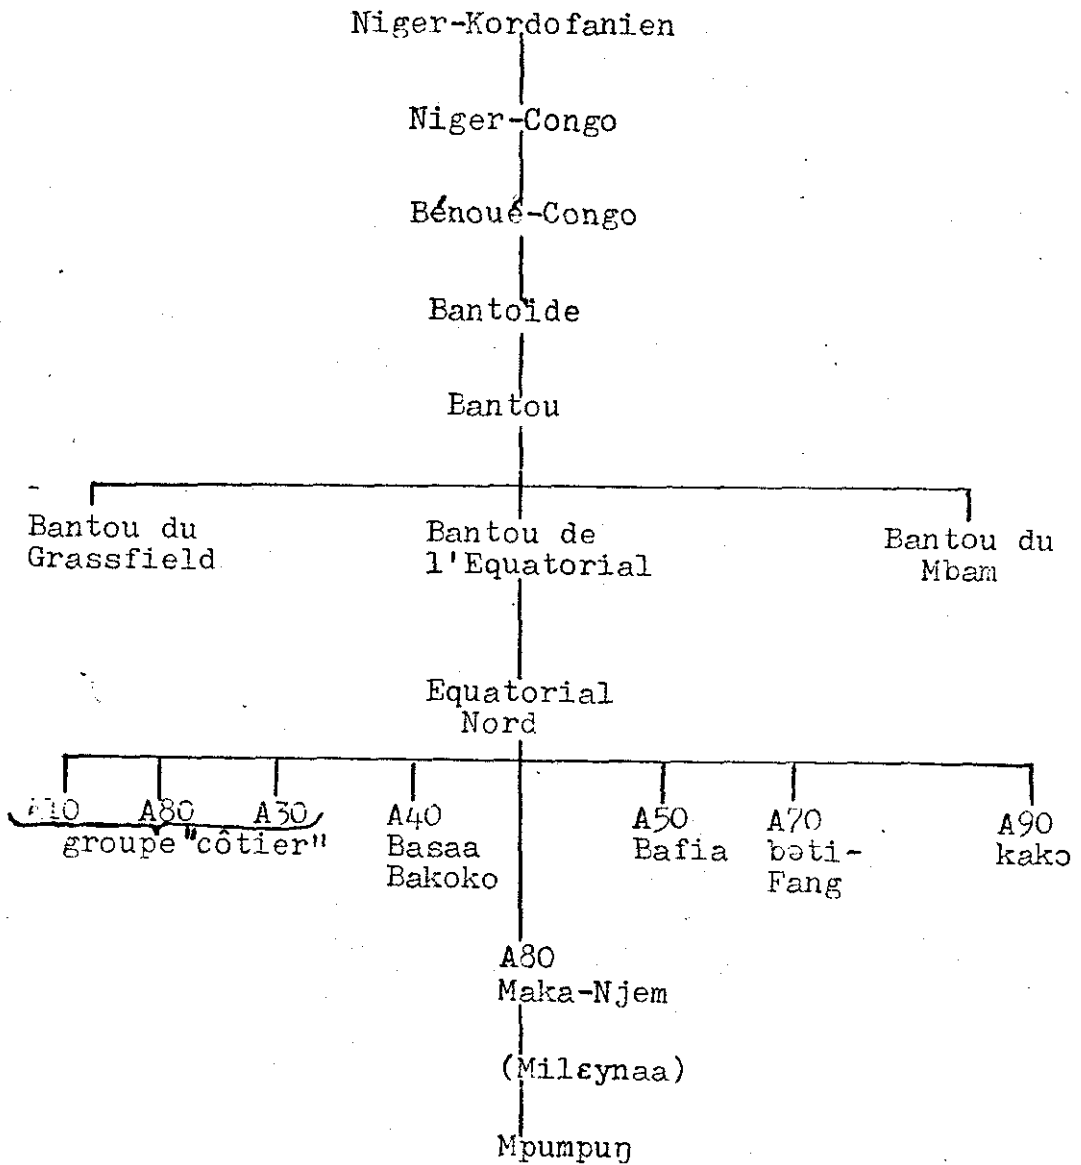 Niger-Kordofanien
Niger-Congo
Bénoué-Congo
Bantoïde
Bantou
Bantou du
Grassfield
Bantou de
l'Equatorial
Bantou du
Mbam
Equatorial
Nord
A10 A80 A30
groupe "côtier"
A40
Basaa
Bakoko
A50
Bafia
A70
bəti-
Fang
A90
kakɔ
A80
Maka-Njem
(Milɛynaa)
Mpumpuŋ